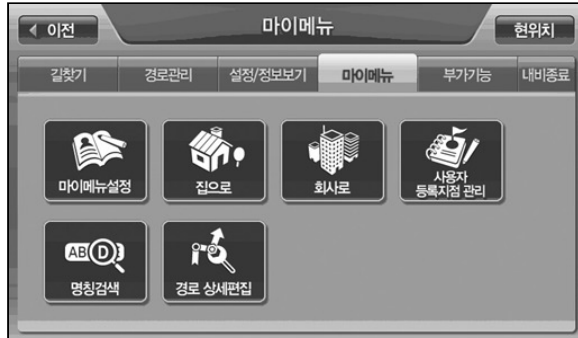 이전
마이메뉴
현위치
길찾기
경로관리
설정/정보보기
마이메뉴
부가기능
내비종료
마이메뉴설정
집으로
회사로
사용자
등록지점 관리
ABCD
명칭검색
경로 상세편집